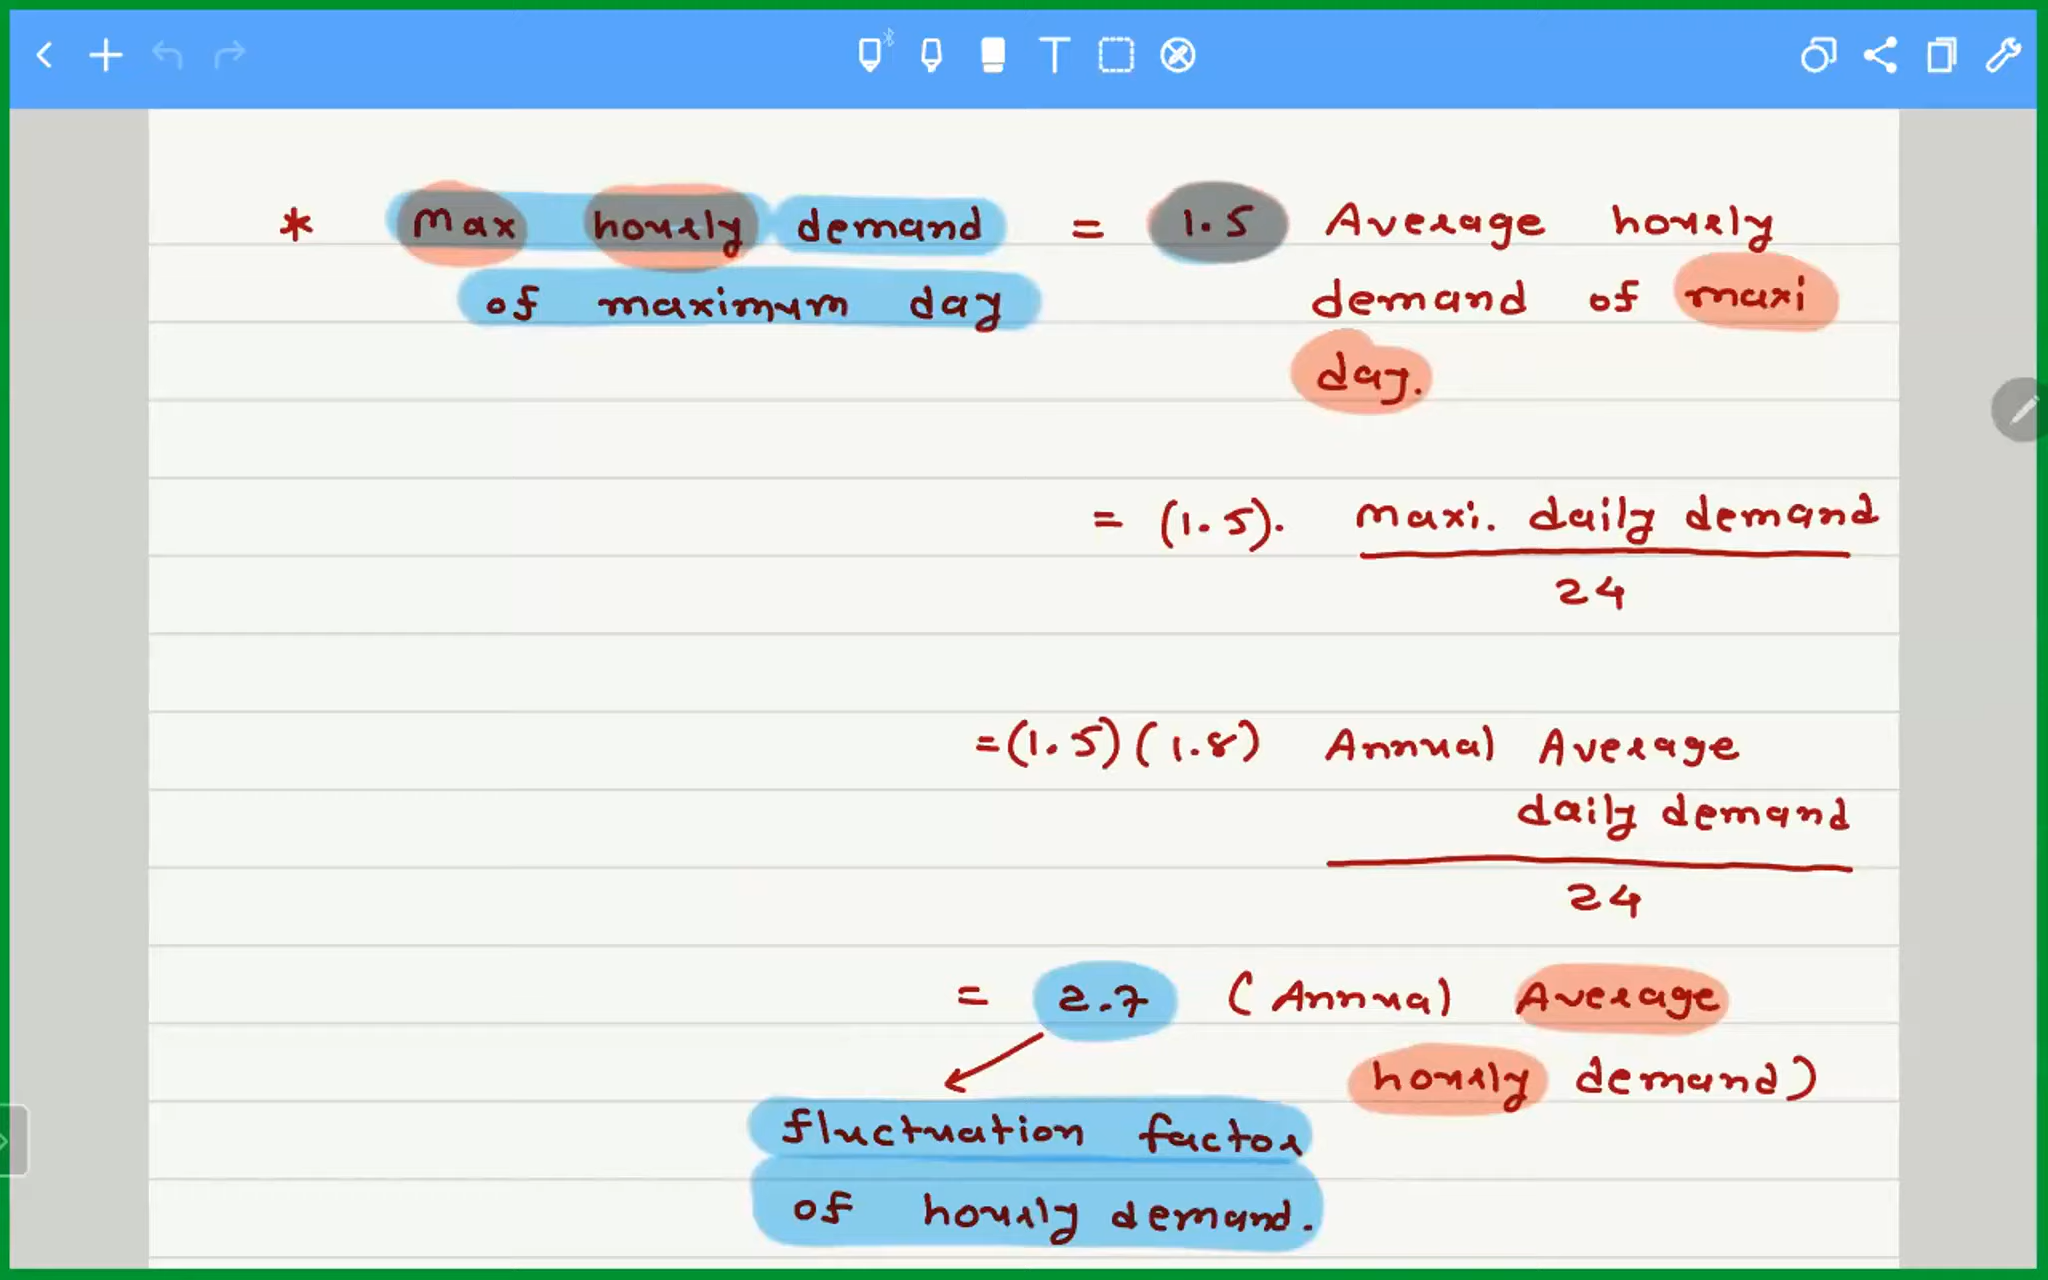 * Max hourly demand = 1.5 Average hourly
of maximum day demand of maxi
day.
= (1.5). maxi. daily demand
24
=(1.5)(1.8) Annual Average
daily demand
24
= 2.7 (Annual Average
hourly demand)
fluctuation factor
of hourly demand.